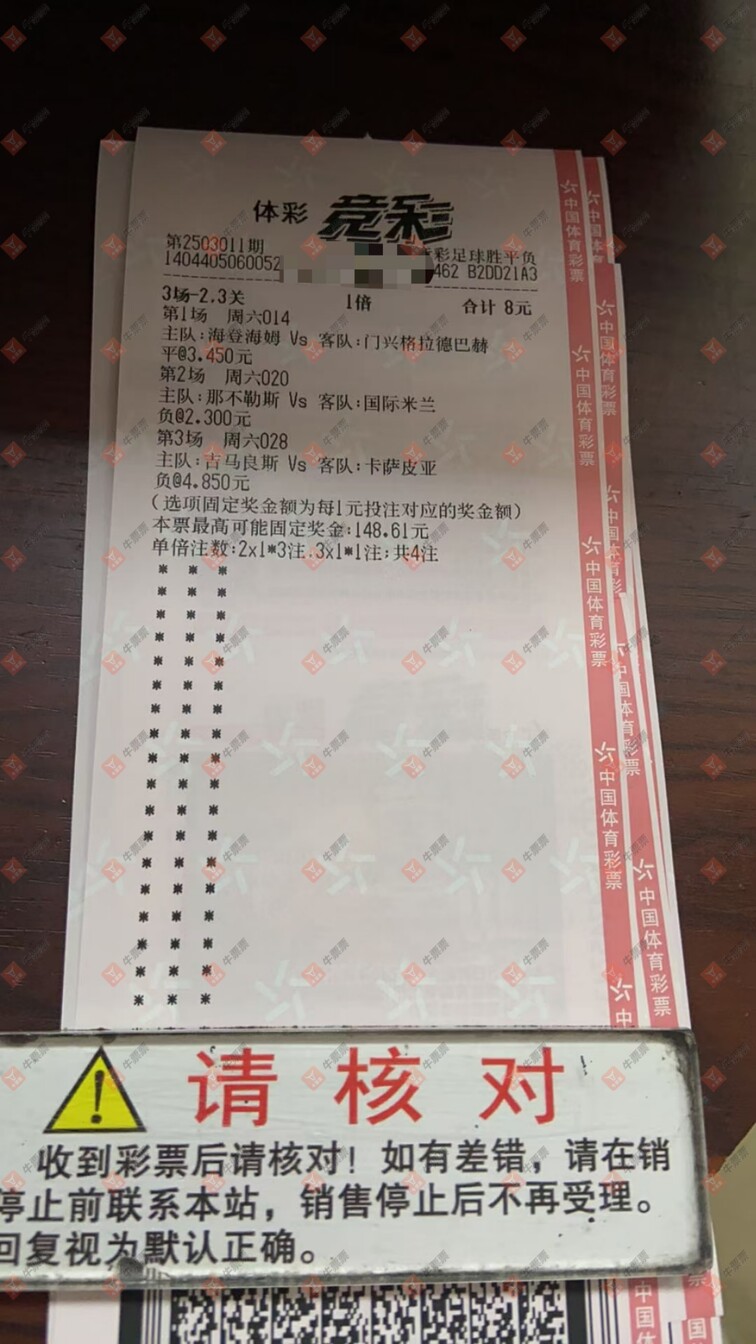 体彩 竞彩
第2503011期
彩足球胜平负
1404405060052
462 B2DD21A3
3场-2.3关 1倍 合计 8元
第1场 周六014
主队:海登海姆 Vs 客队:门兴格拉德巴赫
平@3.450元
第2场 周六020
主队:那不勒斯 Vs 客队:国际米兰
负@2.300元
第3场 周六028
主队:吉马良斯 Vs 客队:卡萨皮亚
负@4.850元
(选项固定奖金额为每1元投注对应的奖金额)
本票最高可能固定奖金:148.61元
单倍注数:2x1*3注.3x1*1注;共4注
中国体育彩票
请核对!
收到彩票后请核对!如有差错,请在销
停止前联系本站,销售停止后不再受理。
回复视为默认正确。
牛票票